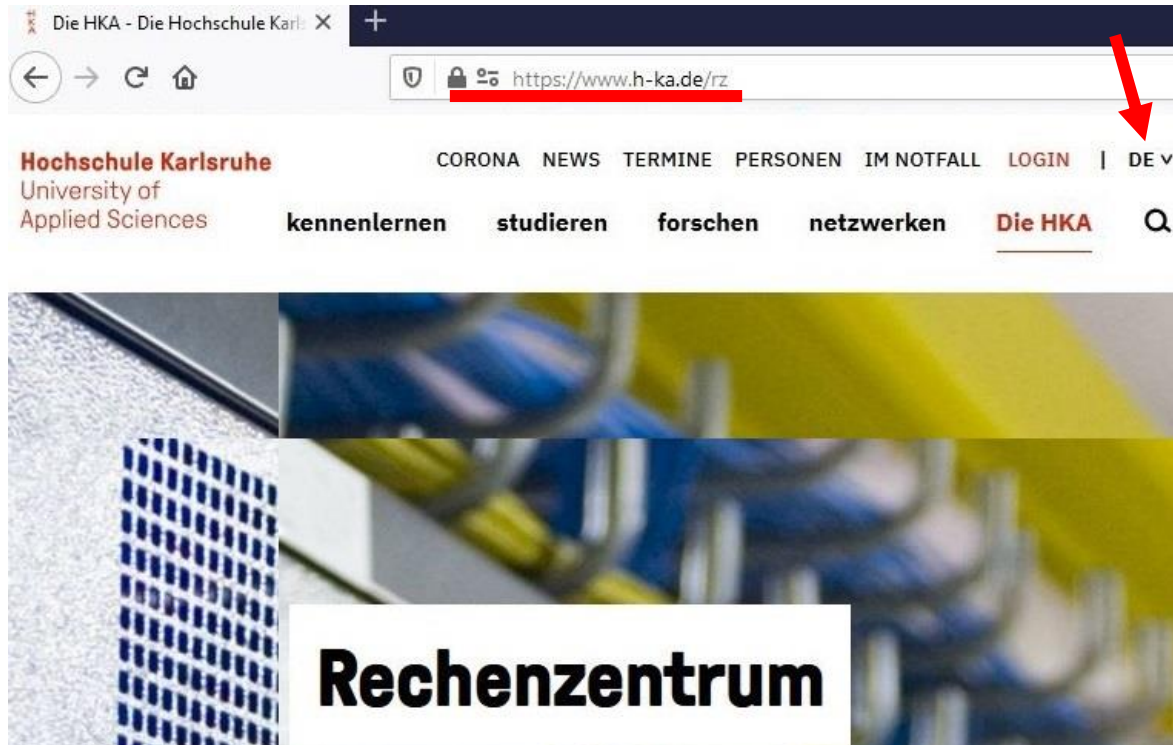 Die HKA - Die Hochschule Karl
https://www.h-ka.de/rz
Hochschule Karlsruhe
University of
Applied Sciences
CORONA NEWS TERMINE PERSONEN IM NOTFALL LOGIN | DE
kennenlernen studieren forschen netzwerken Die HKA
Rechenzentrum